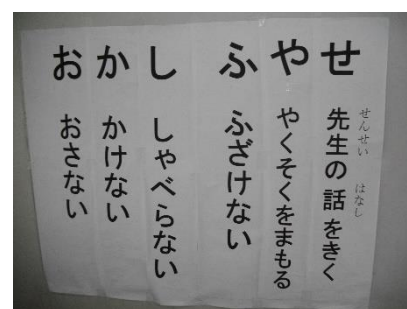 せ 先生の話をきく
せんせい はなし
や やくそくをまもる
ふ ふざけない
し しゃべらない
か かけない
お おさない